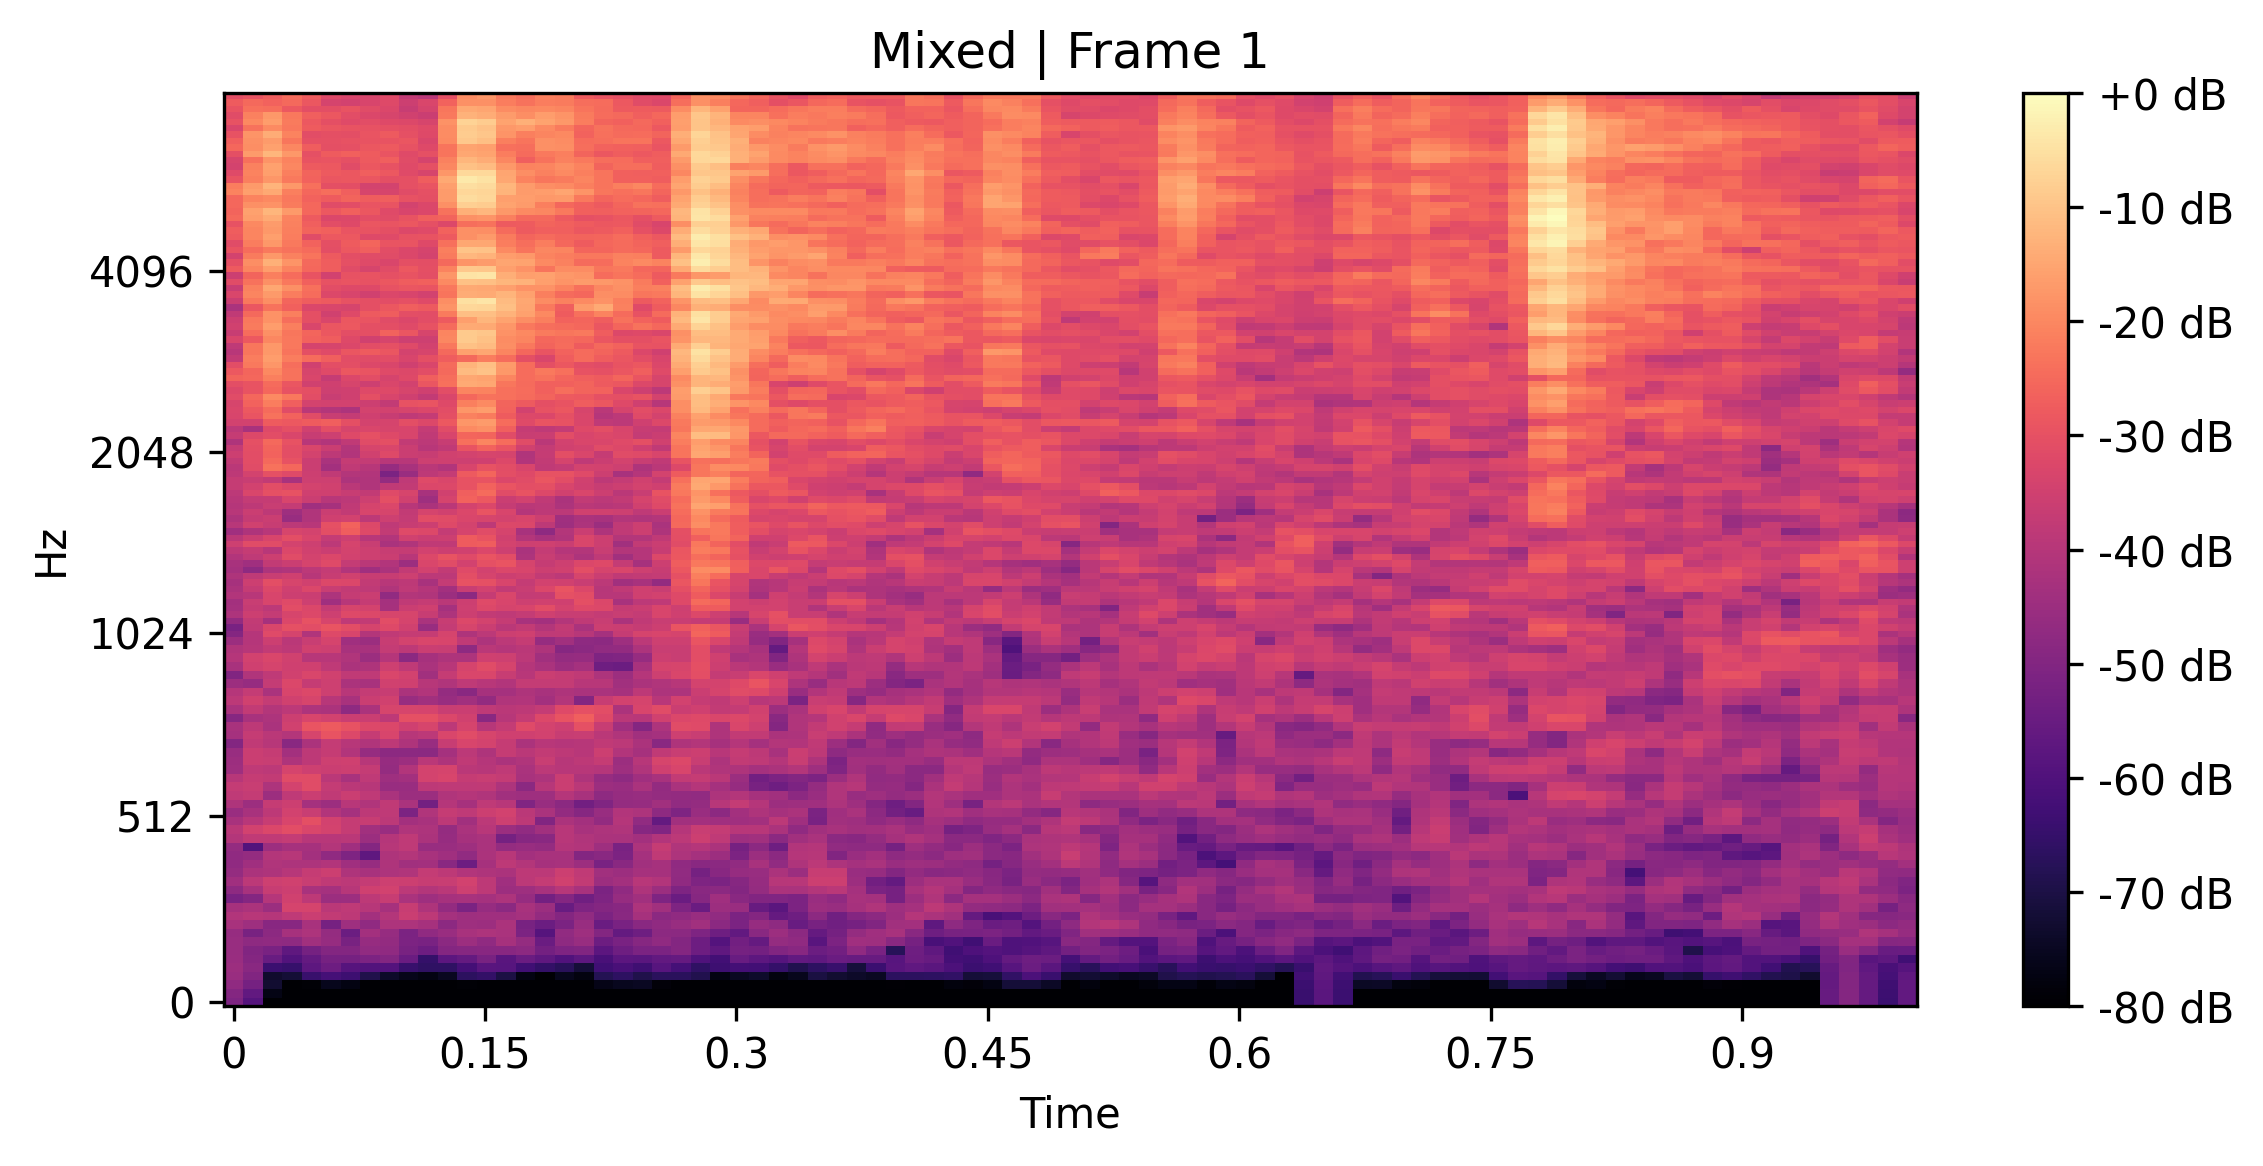 Mixed | Frame 1
Hz
4096
2048
1024
512
0
0 0.15 0.3 0.45 0.6 0.75 0.9
Time
+0 dB
-10 dB
-20 dB
-30 dB
-40 dB
-50 dB
-60 dB
-70 dB
-80 dB